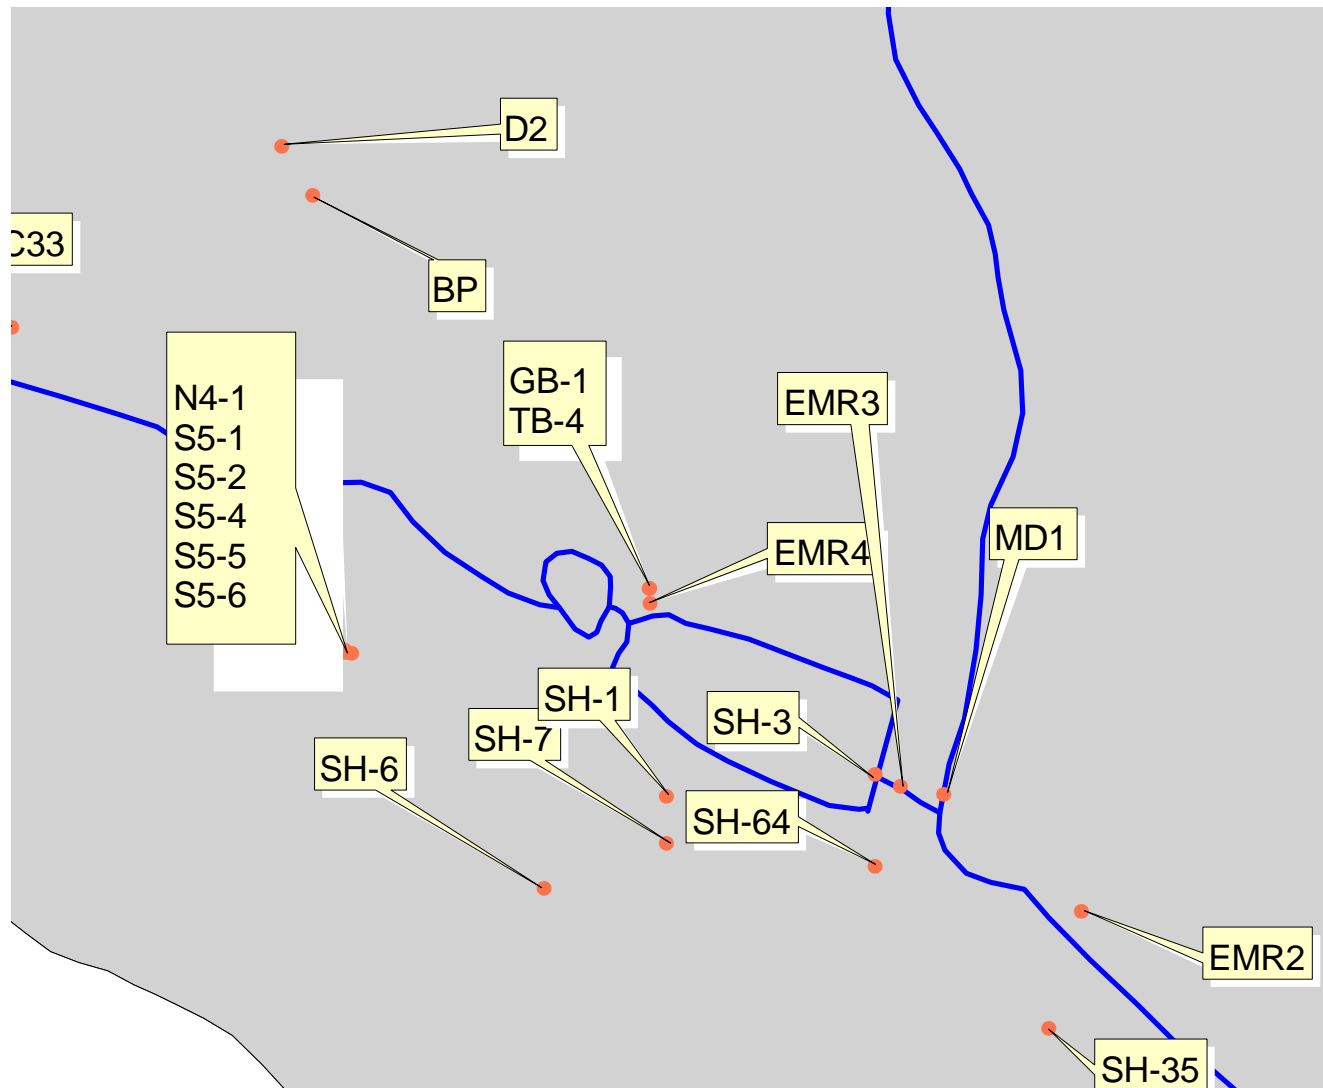 D2
C33
BP
N4-1
S5-1
S5-2
S5-4
S5-5
S5-6
GB-1
TB-4
EMR3
EMR4
MD1
SH-1
SH-7
SH-3
SH-6
SH-64
EMR2
SH-35